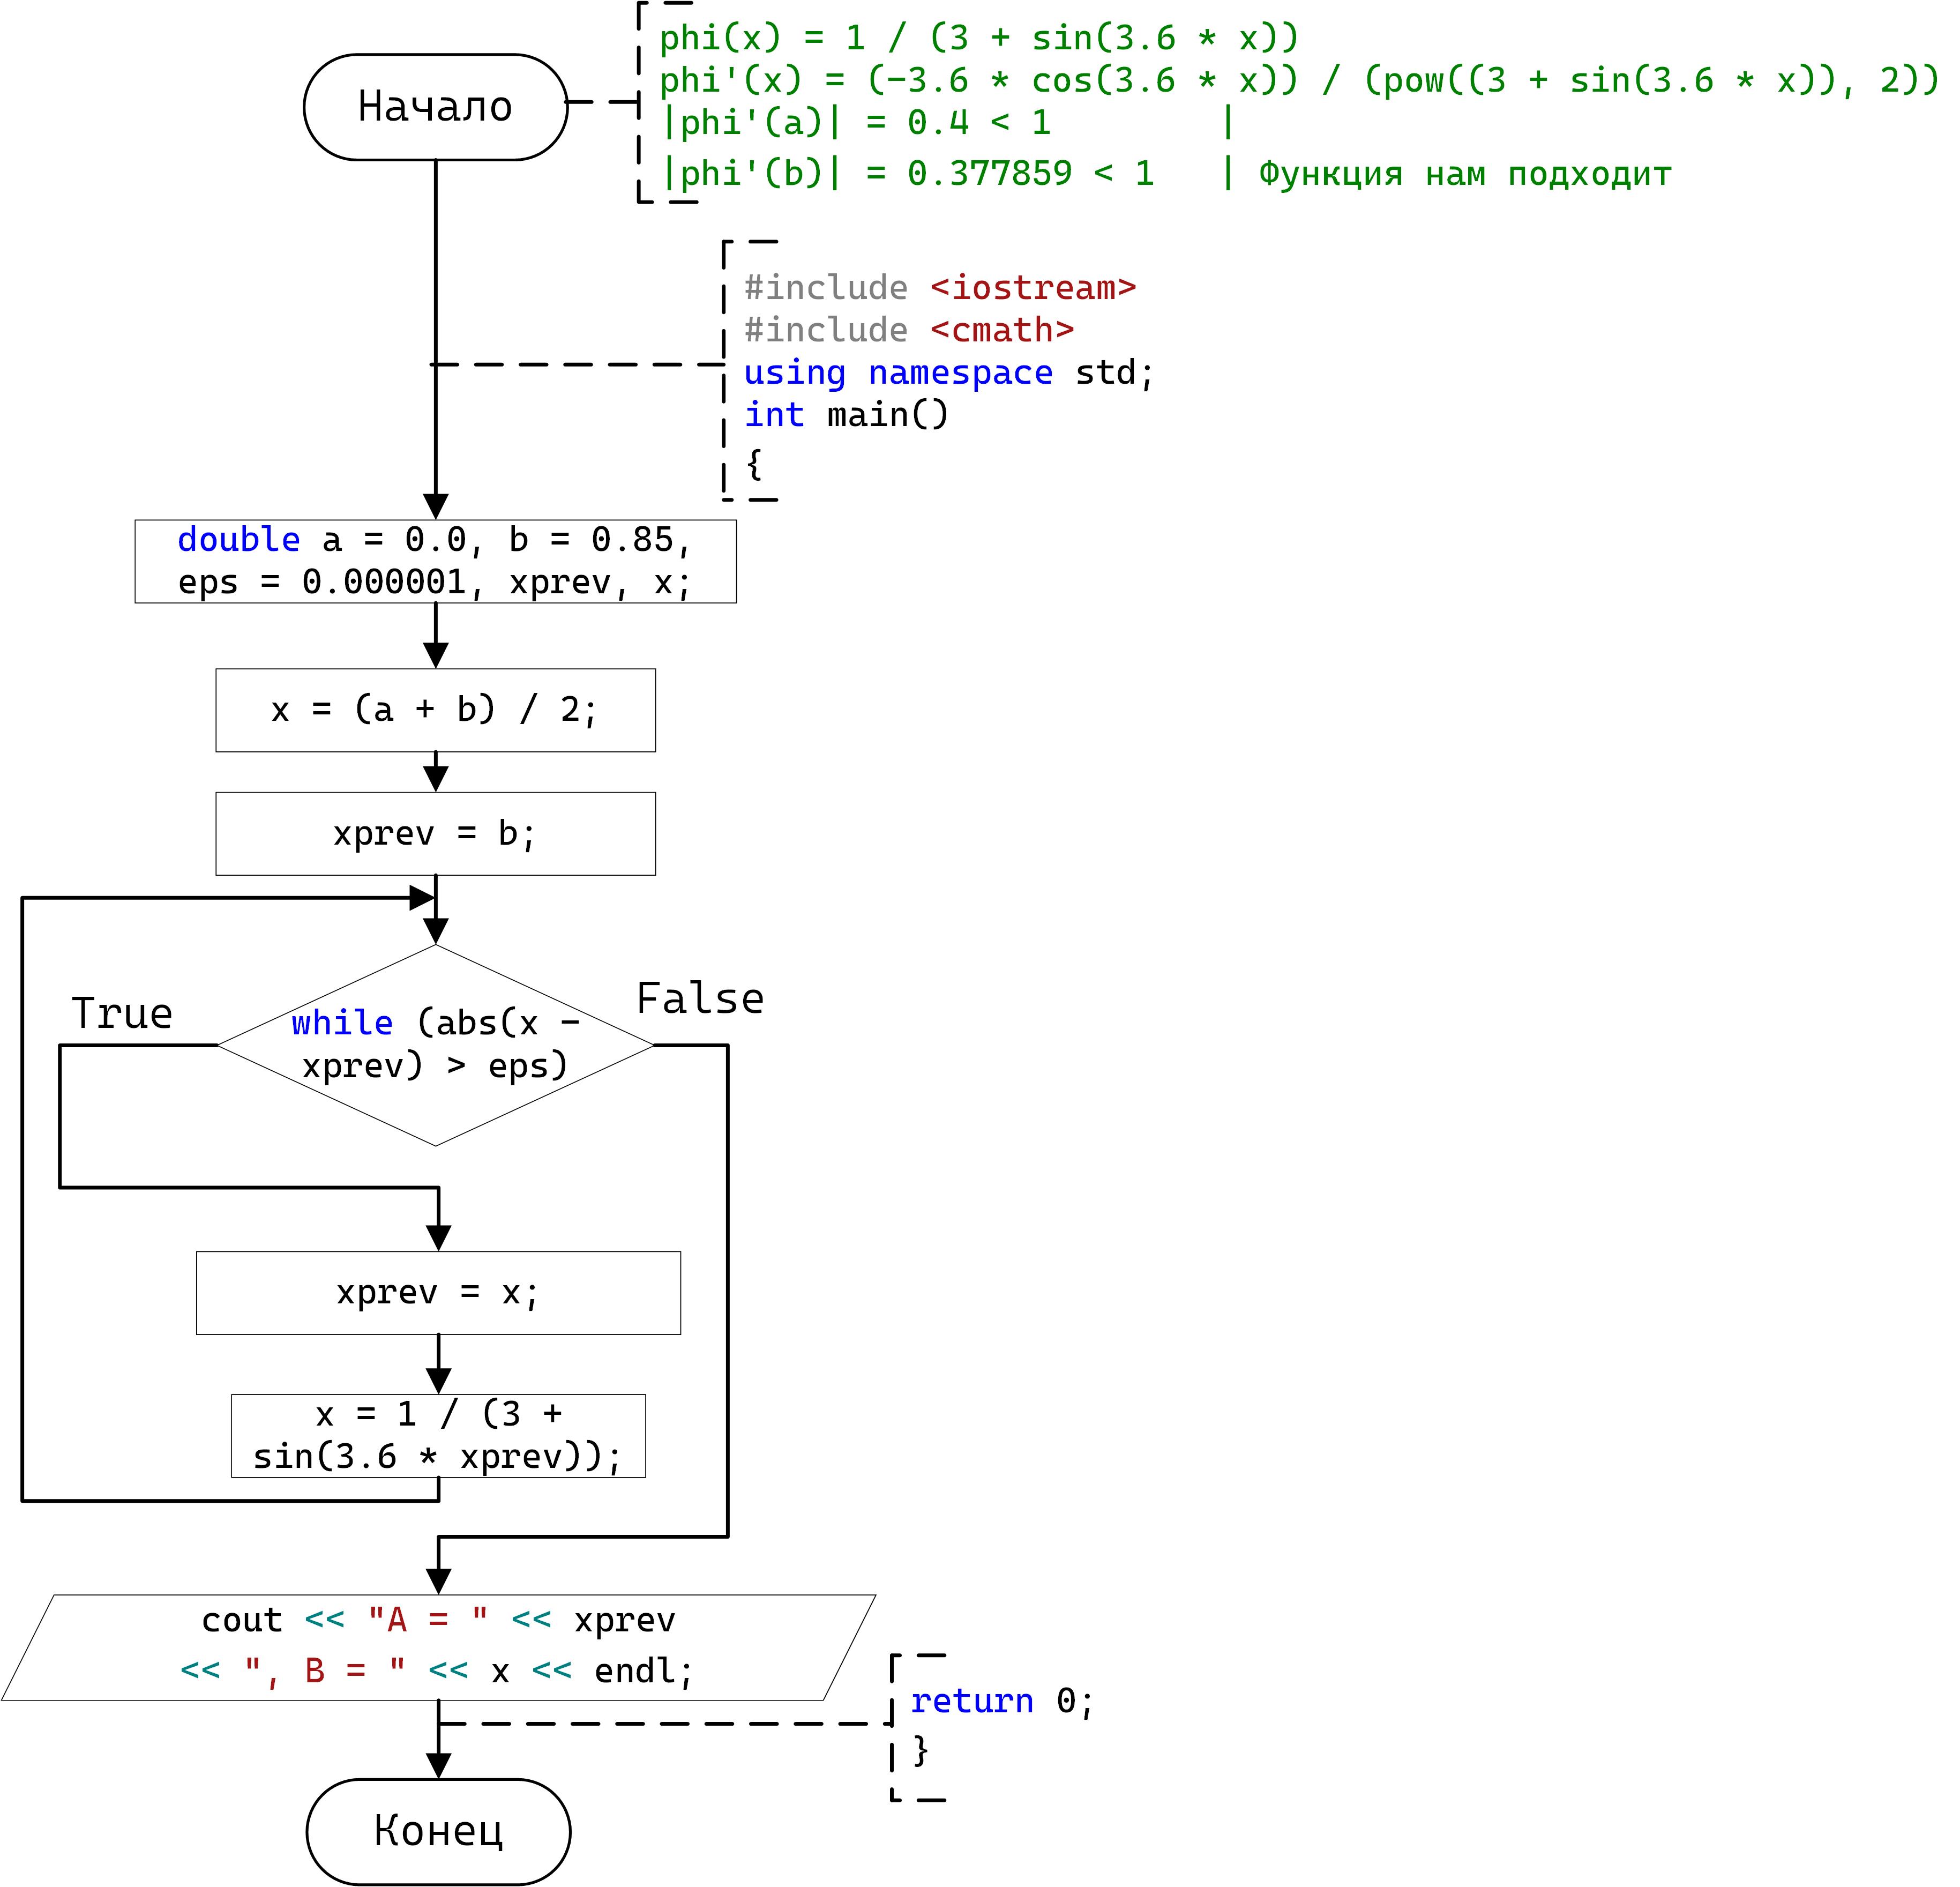 Начало
phi(x) = 1 / (3 + sin(3.6 * x))
phi'(x) = (-3.6 * cos(3.6 * x)) / (pow((3 + sin(3.6 * x)), 2))
|phi'(a)| = 0.4 < 1 |
|phi'(b)| = 0.377859 < 1 | Функция нам подходит
#include <iostream>
#include <cmath>
using namespace std;
int main()
{
double a = 0.0, b = 0.85,
eps = 0.000001, xprev, x;
x = (a + b) / 2;
xprev = b;
True
False
while (abs(x -
xprev) > eps)
xprev = x;
x = 1 / (3 +
sin(3.6 * xprev));
cout << "A = " << xprev
<< ", B = " << x << endl;
return 0;
}
Конец